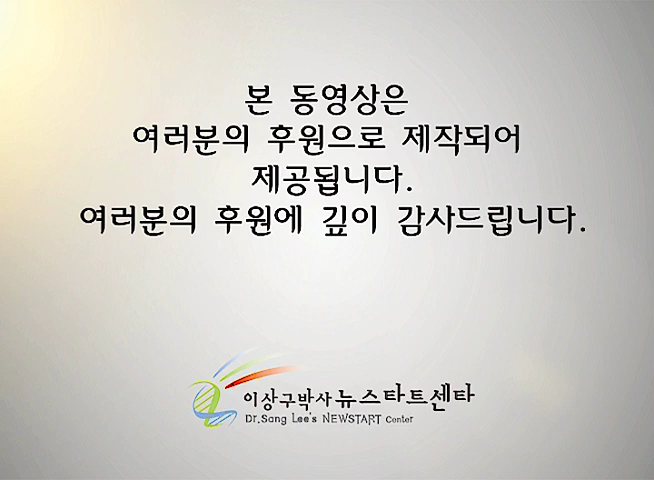 본 동영상은
여러분의 후원으로 제작되어
제공됩니다.
여러분의 후원에 깊이 감사드립니다.
이상구박사 뉴스타트센타
Dr.Sang Lee's NEWSTART Center